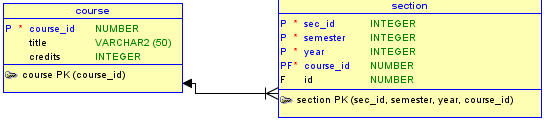 course
P * course_id NUMBER
title VARCHAR2 (50)
credits INTEGER
course PK (course_id)
section
P * sec_id INTEGER
P * semester INTEGER
P * year INTEGER
PF* course_id NUMBER
F id NUMBER
section PK (sec_id, semester, year, course_id)